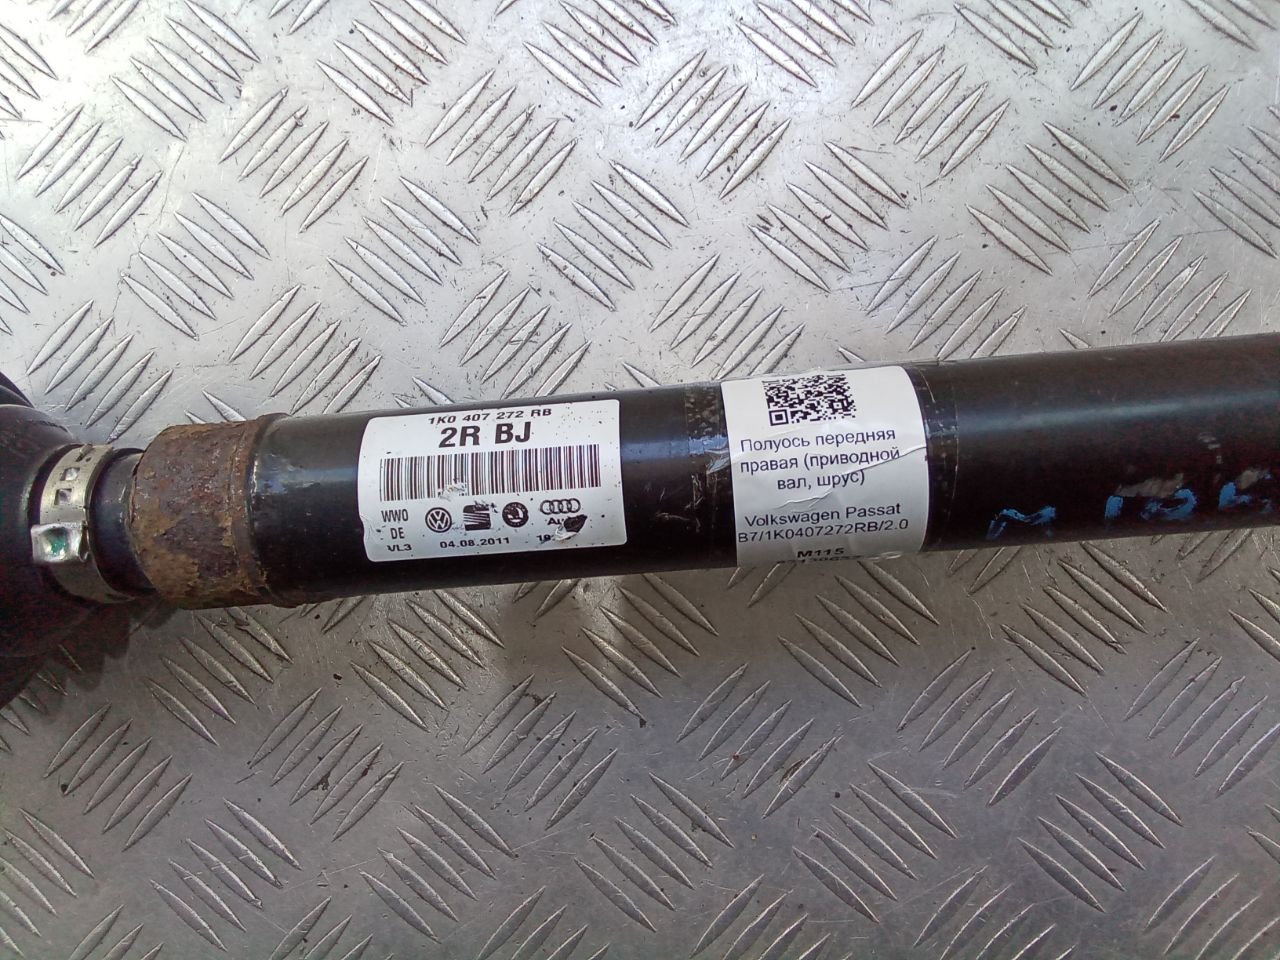 1K0 407 272 RB
2R BJ
WWO
DE
VL3
04.08.2011
Полуось передняя
правая (приводной
вал, шрус)
Volkswagen Passat
B7/1K0407272RB/2.0
M115